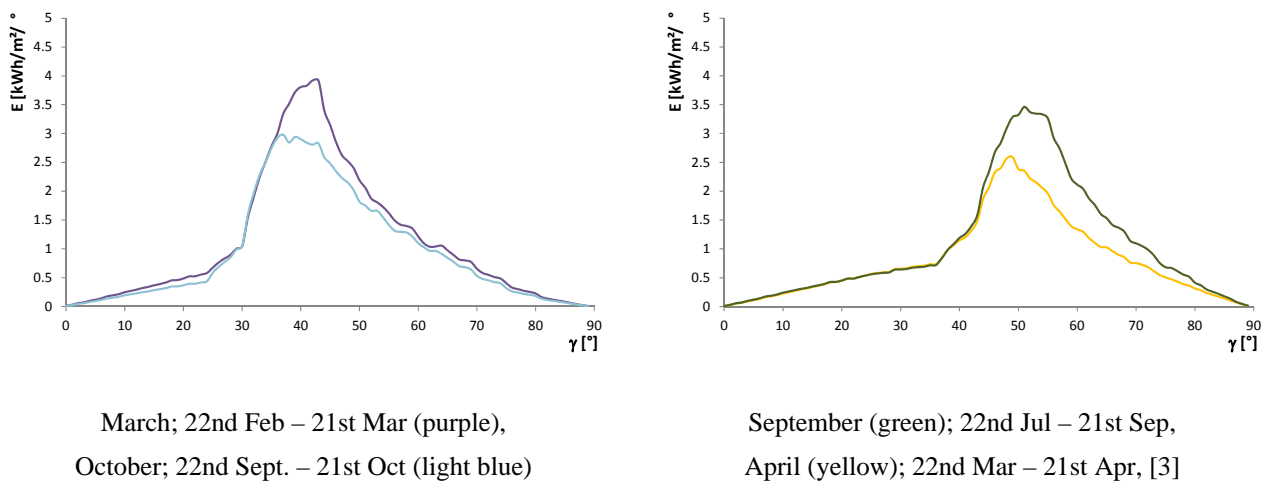 5
4.5
4
3.5
3
2.5
2
1.5
1
0.5
0
E [kWh/m²/ °
0 10 20 30 40 50 60 70 80 90
γ [°]
5
4.5
4
3.5
3
2.5
2
1.5
1
0.5
0
E [kWh/m²/ °
0 10 20 30 40 50 60 70 80 90
γ [°]
March; 22nd Feb – 21st Mar (purple),
October; 22nd Sept. – 21st Oct (light blue)
September (green); 22nd Jul – 21st Sep,
April (yellow); 22nd Mar – 21st Apr, [3]